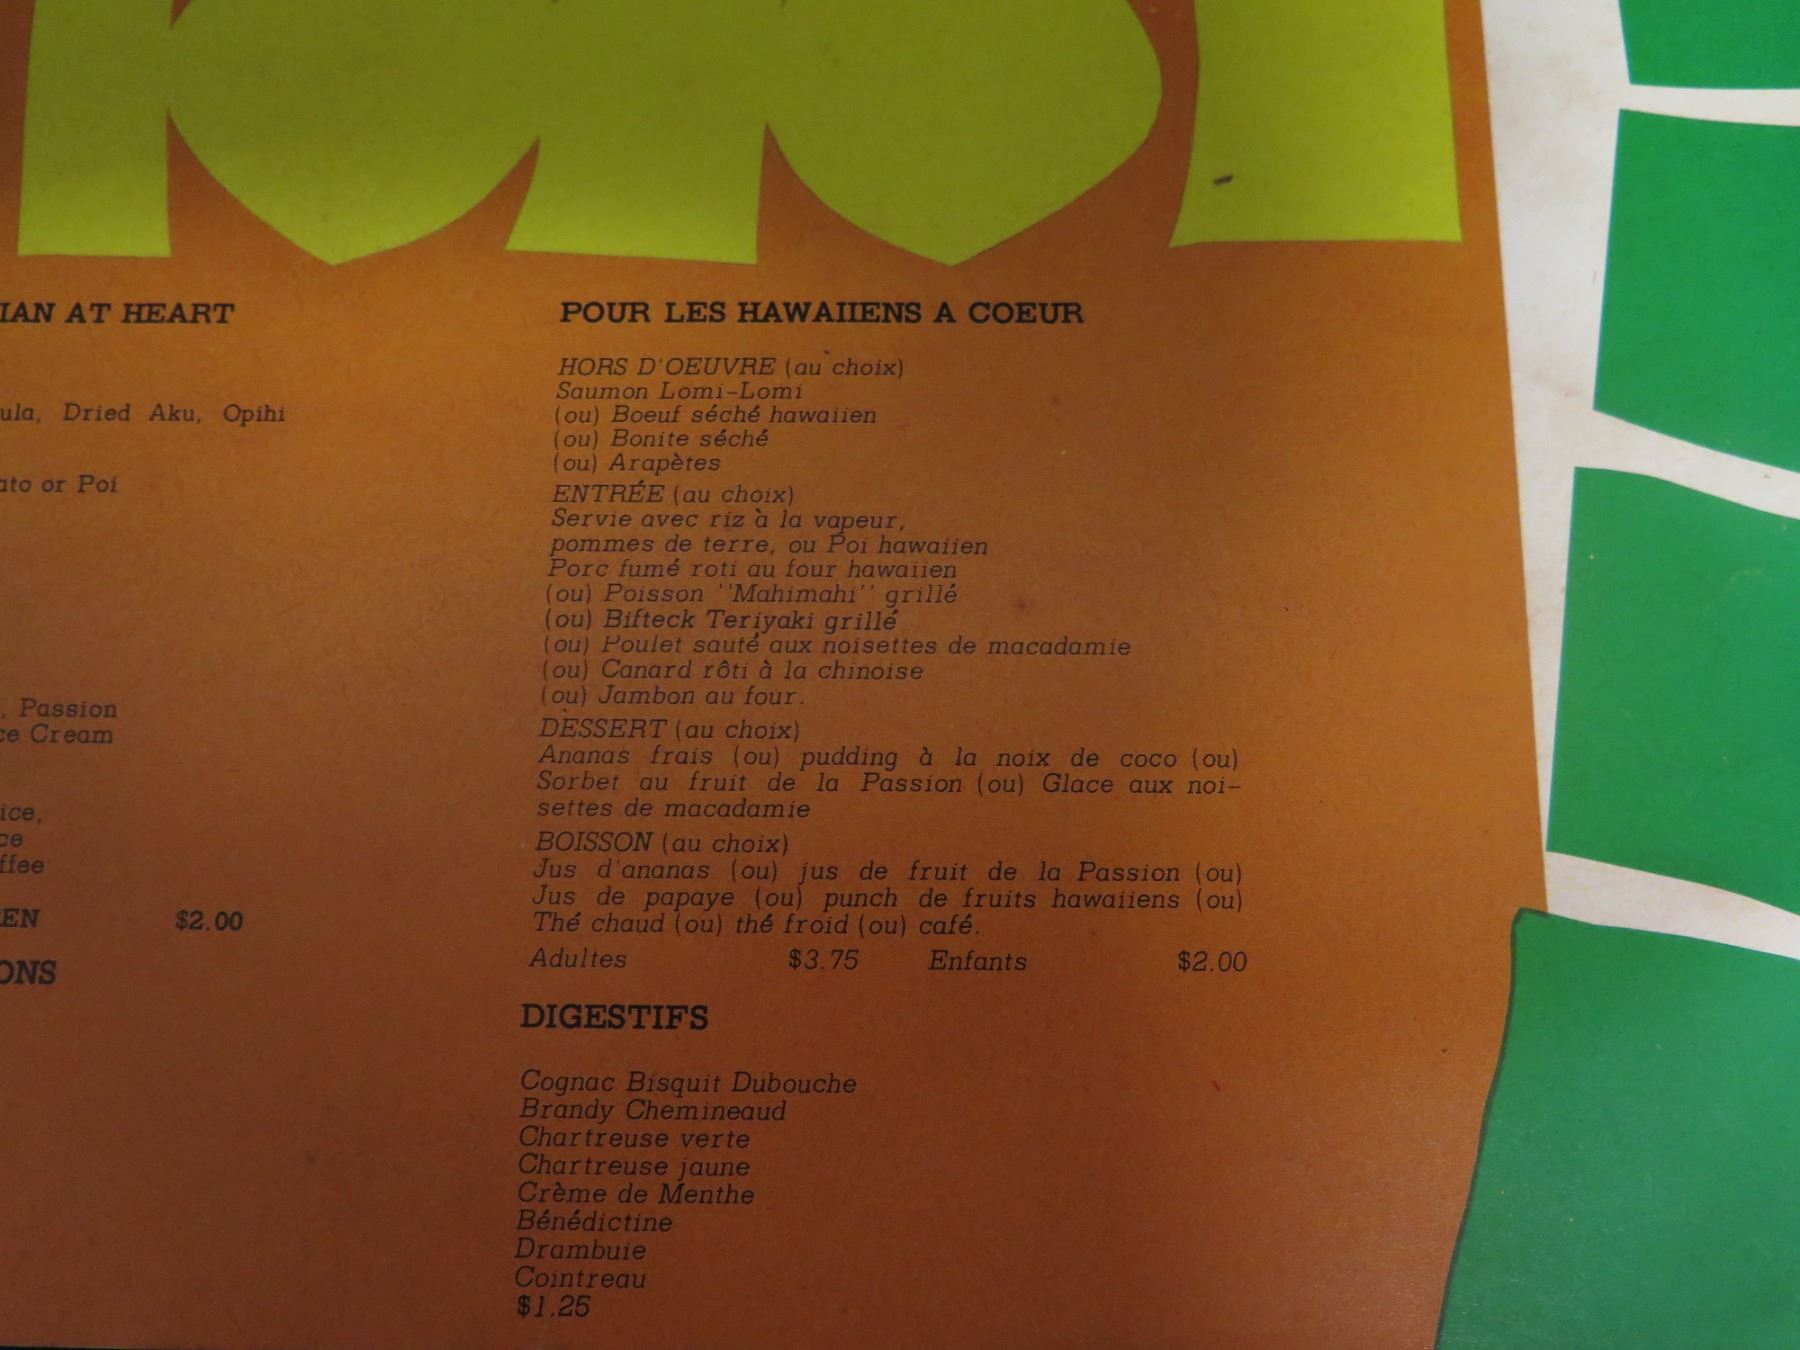 IAN AT HEART
ula, Dried Aku, Opihi
ato or Poi
, Passion
ce Cream
ice,
ce
ffee
EN $2.00
ONS
POUR LES HAWAIIENS A COEUR
HORS D'OEUVRE (au choix)
Saumon Lomi-Lomi
(ou) Boeuf séché hawaiien
(ou) Bonite séché
(ou) Arapètes
ENTRÉE (au choix)
Servie avec riz à la vapeur,
pommes de terre, ou Poi hawaiien
Porc fumé roti au four hawaiien
(ou) Poisson ''Mahimahi'' grillé
(ou) Bifteck Teriyaki grillé
(ou) Poulet sauté aux noisettes de macadamie
(ou) Canard rôti à la chinoise
(ou) Jambon au four.
DESSERT (au choix)
Ananas frais (ou) pudding à la noix de coco (ou)
Sorbet au fruit de la Passion (ou) Glace aux noi-
settes de macadamie
BOISSON (au choix)
Jus d'ananas (ou) jus de fruit de la Passion (ou)
Jus de papaye (ou) punch de fruits hawaiiens (ou)
Thé chaud (ou) thé froid (ou) café.
Adultes $3.75 Enfants $2.00
DIGESTIFS
Cognac Bisquit Dubouche
Brandy Chemineaud
Chartreuse verte
Chartreuse jaune
Crème de Menthe
Bénédictine
Drambuie
Cointreau
$1.25